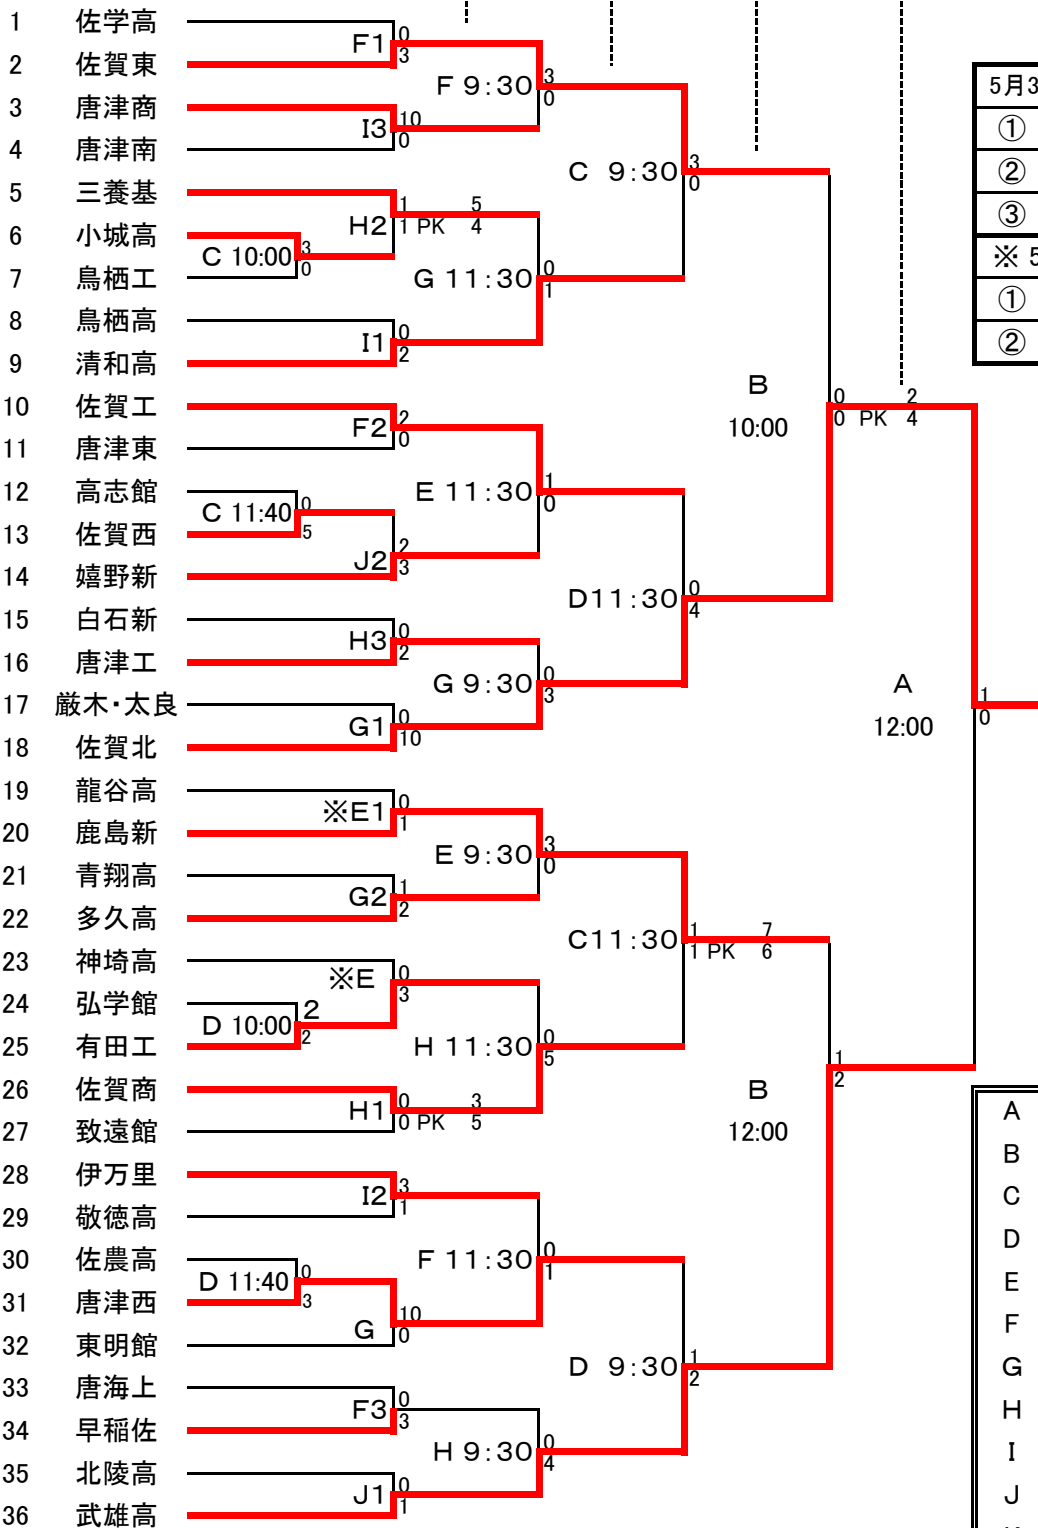 1 佐学高
F1 0
3
2 佐賀東
F 9:30 3
0
5月3
3 唐津商
I3 10
0
①
4 唐津南
C 9:30 3
0
②
5 三養基
H2 1 5
1 PK 4
③
6 小城高
C 10:00 3
0
※ 5
7 鳥栖工
G 11:30 0
1
①
8 鳥栖高
I1 0
2
②
9 清和高
B
10:00
0 2
0 PK 4
10 佐賀工
F2 2
0
11 唐津東
E 11:30 1
0
12 高志館
C 11:40 0
5
13 佐賀西
J2 2
3
14 嬉野新
D11:30 0
4
15 白石新
H3 0
2
16 唐津工
G 9:30 0
3
A
12:00
1
0
17 厳木・太良
G1 0
10
18 佐賀北
19 龍谷高
※E1 0
1
20 鹿島新
E 9:30 3
0
21 青翔高
G2 1
2
22 多久高
C11:30 1 7
1 PK 6
23 神埼高
※E 0
3
24 弘学館
2
D 10:00 2
25 有田工
H 11:30 0
5
26 佐賀商
H1 0 3
0 PK 5
B
12:00
1
2
27 致遠館
28 伊万里
I2 3
1
29 敬徳高
F 11:30 0
1
30 佐農高
D 11:40 0
3
31 唐津西
G 10
0
32 東明館
D 9:30 1
2
33 唐海上
F3 0
3
34 早稲佐
H 9:30 0
4
35 北陵高
J1 0
1
36 武雄高
A
B
C
D
E
F
G
H
I
J